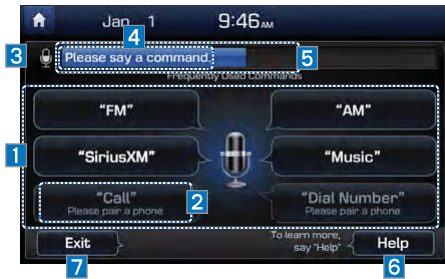 Jan 1 9:46AM
4
3 Please say a command. 5
Frequently Used Commands
"FM" "AM"
1 "SiriusXM" "Music"
"Call" "Dial Number"
Please pair a phone 2 Please pair a phone
Exit To learn more, Help
say "Help"
7 6